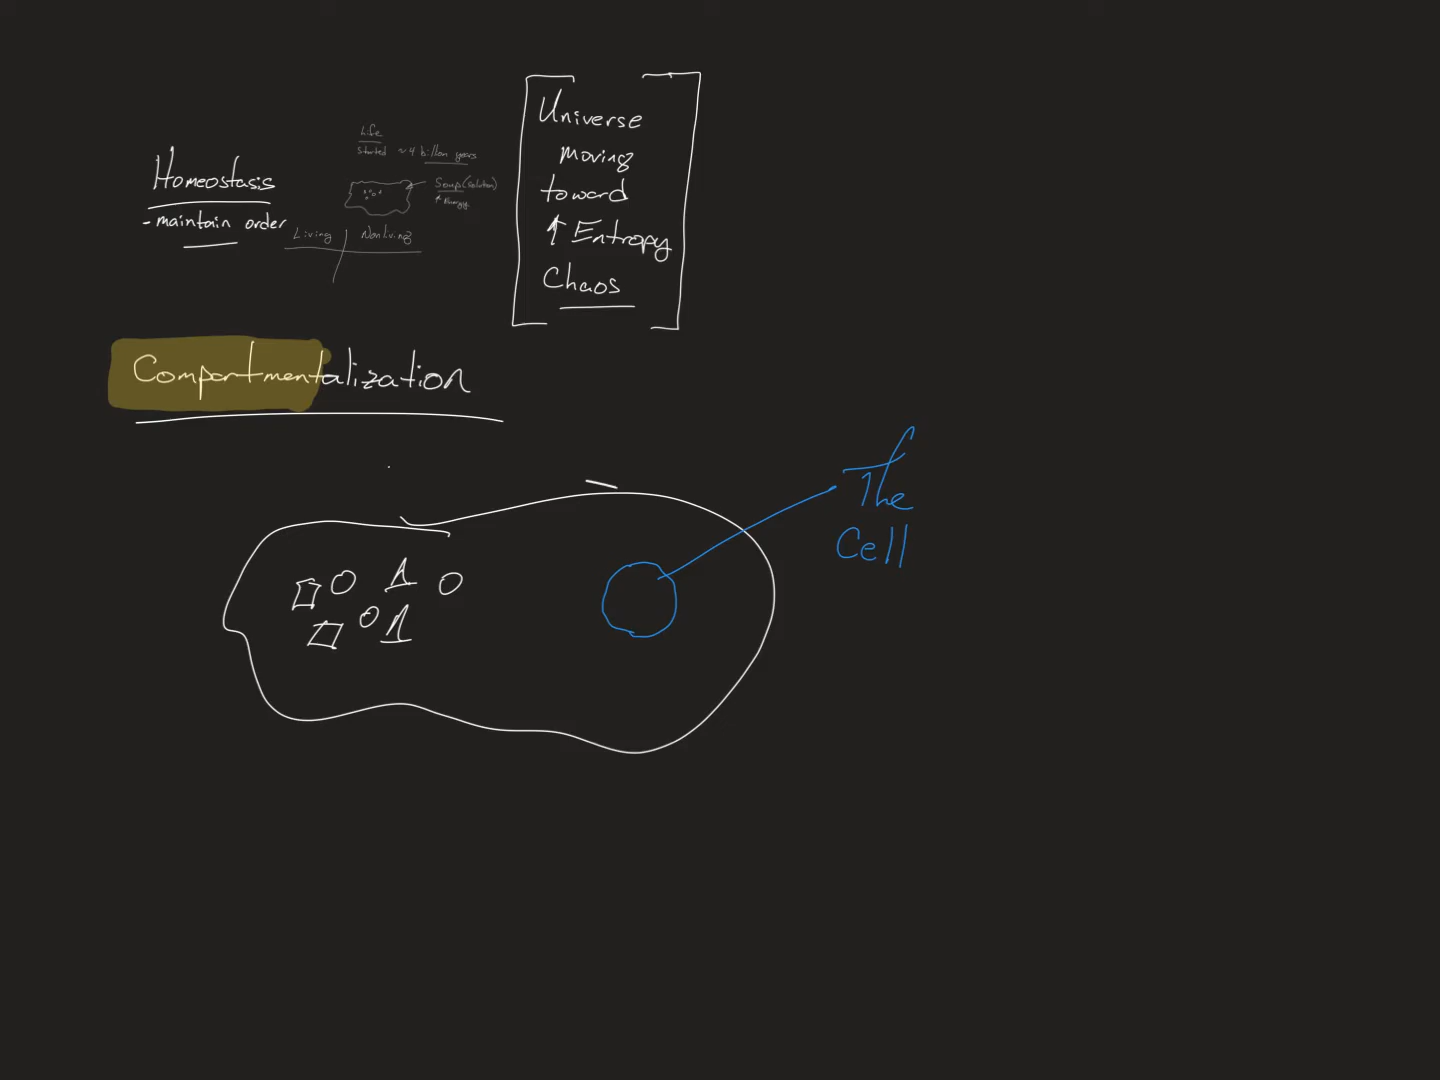 Homeostasis
- maintain order
Life
started ~4 billion years
Soup (solution)
↑ Energy
Living | Nonliving
Universe
moving
toward
↑ Entropy
Chaos
Compartmentalization
The
Cell